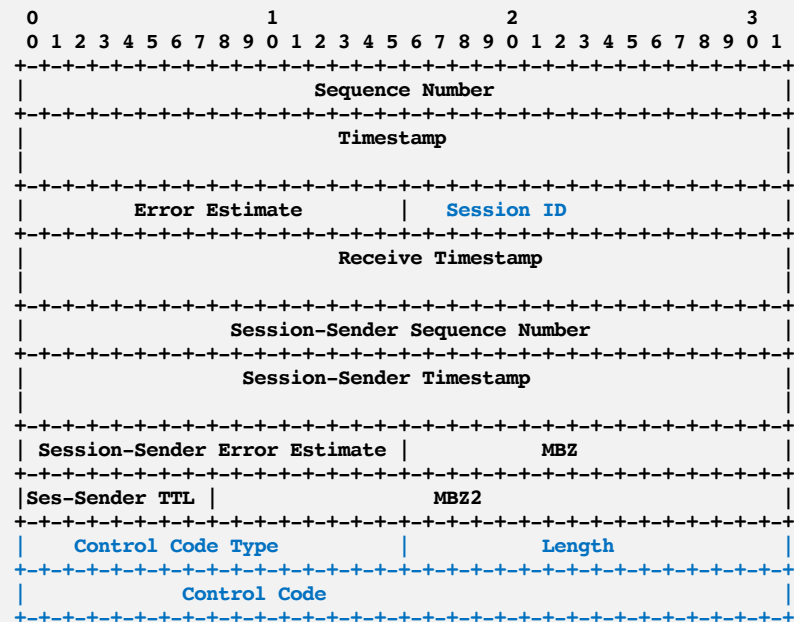 0                   1                   2                   3
 0 1 2 3 4 5 6 7 8 9 0 1 2 3 4 5 6 7 8 9 0 1 2 3 4 5 6 7 8 9 0 1
+-+-+-+-+-+-+-+-+-+-+-+-+-+-+-+-+-+-+-+-+-+-+-+-+-+-+-+-+-+-+-+-+
|                        Sequence Number                        |
+-+-+-+-+-+-+-+-+-+-+-+-+-+-+-+-+-+-+-+-+-+-+-+-+-+-+-+-+-+-+-+-+
|                          Timestamp                            |
|                                                               |
+-+-+-+-+-+-+-+-+-+-+-+-+-+-+-+-+-+-+-+-+-+-+-+-+-+-+-+-+-+-+-+-+
|         Error Estimate        |   Session ID                  |
+-+-+-+-+-+-+-+-+-+-+-+-+-+-+-+-+-+-+-+-+-+-+-+-+-+-+-+-+-+-+-+-+
|                          Receive Timestamp                    |
|                                                               |
+-+-+-+-+-+-+-+-+-+-+-+-+-+-+-+-+-+-+-+-+-+-+-+-+-+-+-+-+-+-+-+-+
|                 Session-Sender Sequence Number                |
+-+-+-+-+-+-+-+-+-+-+-+-+-+-+-+-+-+-+-+-+-+-+-+-+-+-+-+-+-+-+-+-+
|                  Session-Sender Timestamp                     |
|                                                               |
+-+-+-+-+-+-+-+-+-+-+-+-+-+-+-+-+-+-+-+-+-+-+-+-+-+-+-+-+-+-+-+-+
| Session-Sender Error Estimate |           MBZ                 |
+-+-+-+-+-+-+-+-+-+-+-+-+-+-+-+-+-+-+-+-+-+-+-+-+-+-+-+-+-+-+-+-+
|Ses-Sender TTL |                  MBZ2                         |
+-+-+-+-+-+-+-+-+-+-+-+-+-+-+-+-+-+-+-+-+-+-+-+-+-+-+-+-+-+-+-+-+
|    Control Code Type          |           Length              |
+-+-+-+-+-+-+-+-+-+-+-+-+-+-+-+-+-+-+-+-+-+-+-+-+-+-+-+-+-+-+-+-+
|             Control Code                                      |
+-+-+-+-+-+-+-+-+-+-+-+-+-+-+-+-+-+-+-+-+-+-+-+-+-+-+-+-+-+-+-+-+